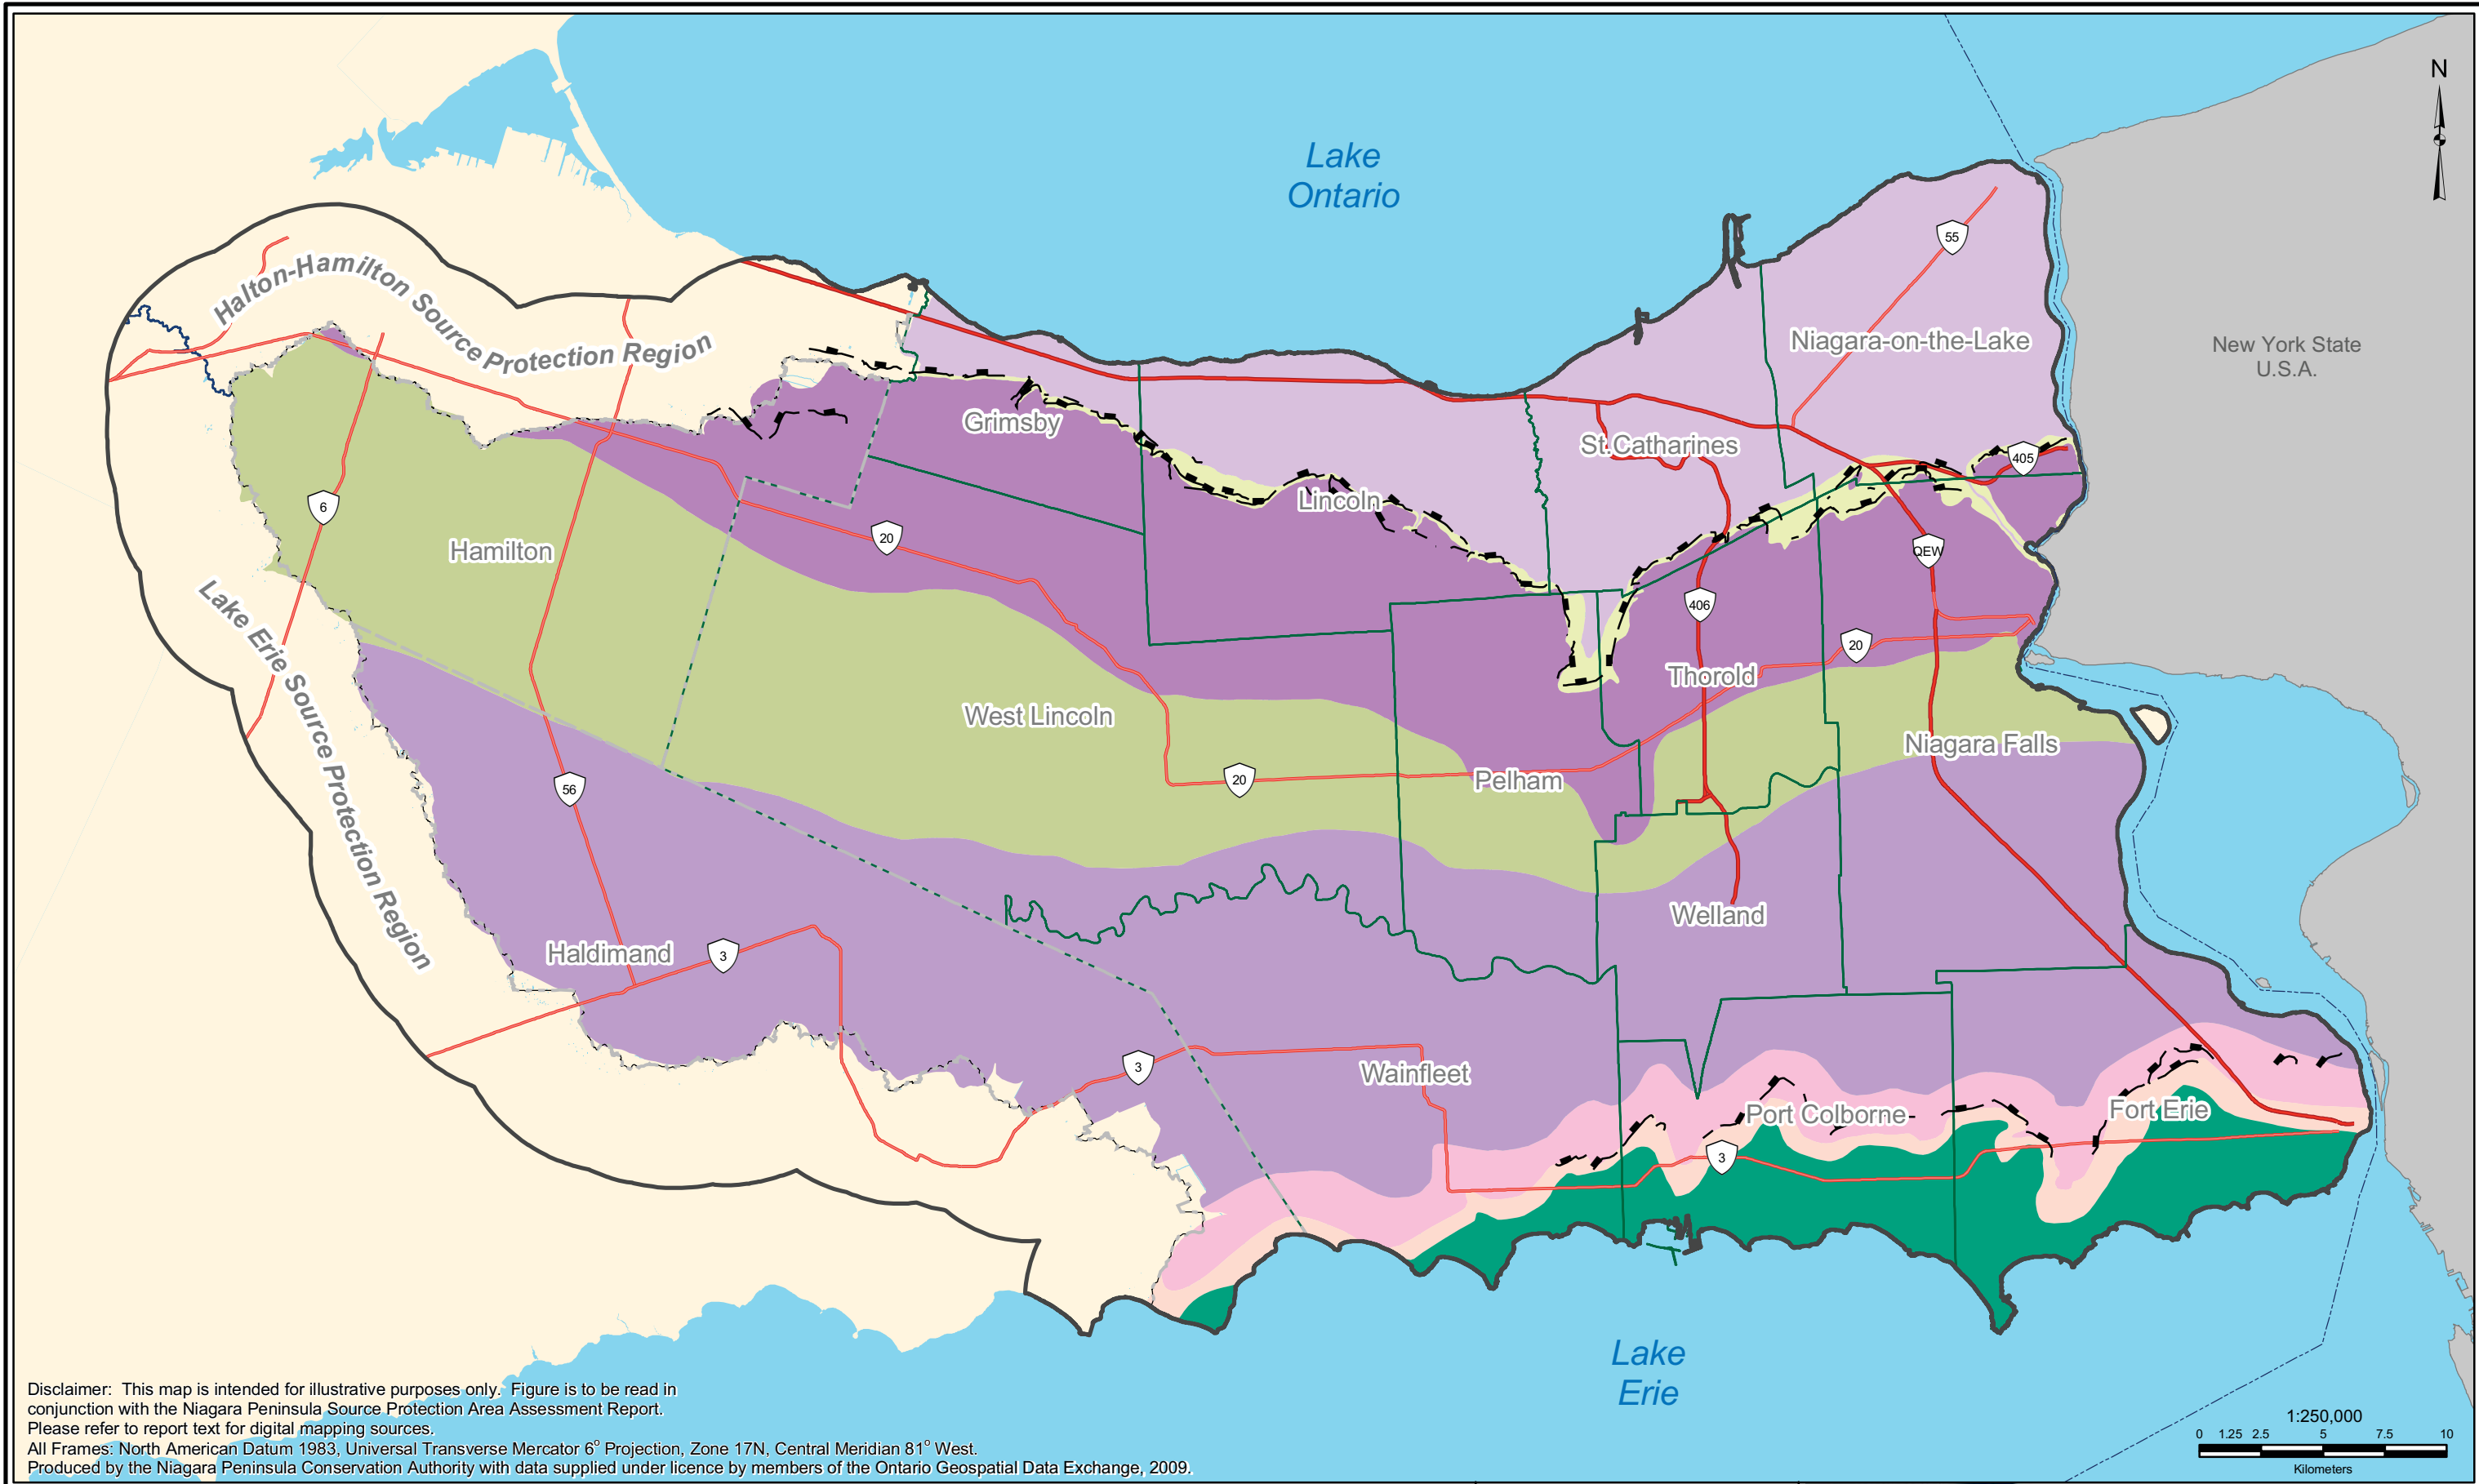 N
Lake
Ontario
55
Niagara-on-the-Lake
New York State
U.S.A.
Halton-Hamilton Source Protection Region
Grimsby
St.Catharines
405
Lincoln
6
20
Hamilton
QEW
406
20
Lake Erie Source Protection Region
Thorold
West Lincoln
Niagara Falls
20
Pelham
56
Welland
Haldimand
3
3
Wainfleet
Port Colborne
Fort Erie
3
Lake
Erie
Disclaimer: This map is intended for illustrative purposes only. Figure is to be read in
conjunction with the Niagara Peninsula Source Protection Area Assessment Report.
Please refer to report text for digital mapping sources.
All Frames: North American Datum 1983, Universal Transverse Mercator 6° Projection, Zone 17N, Central Meridian 81° West.
Produced by the Niagara Peninsula Conservation Authority with data supplied under licence by members of the Ontario Geospatial Data Exchange, 2009.
1:250,000
0 1.25 2.5 5 7.5 10
Kilometers